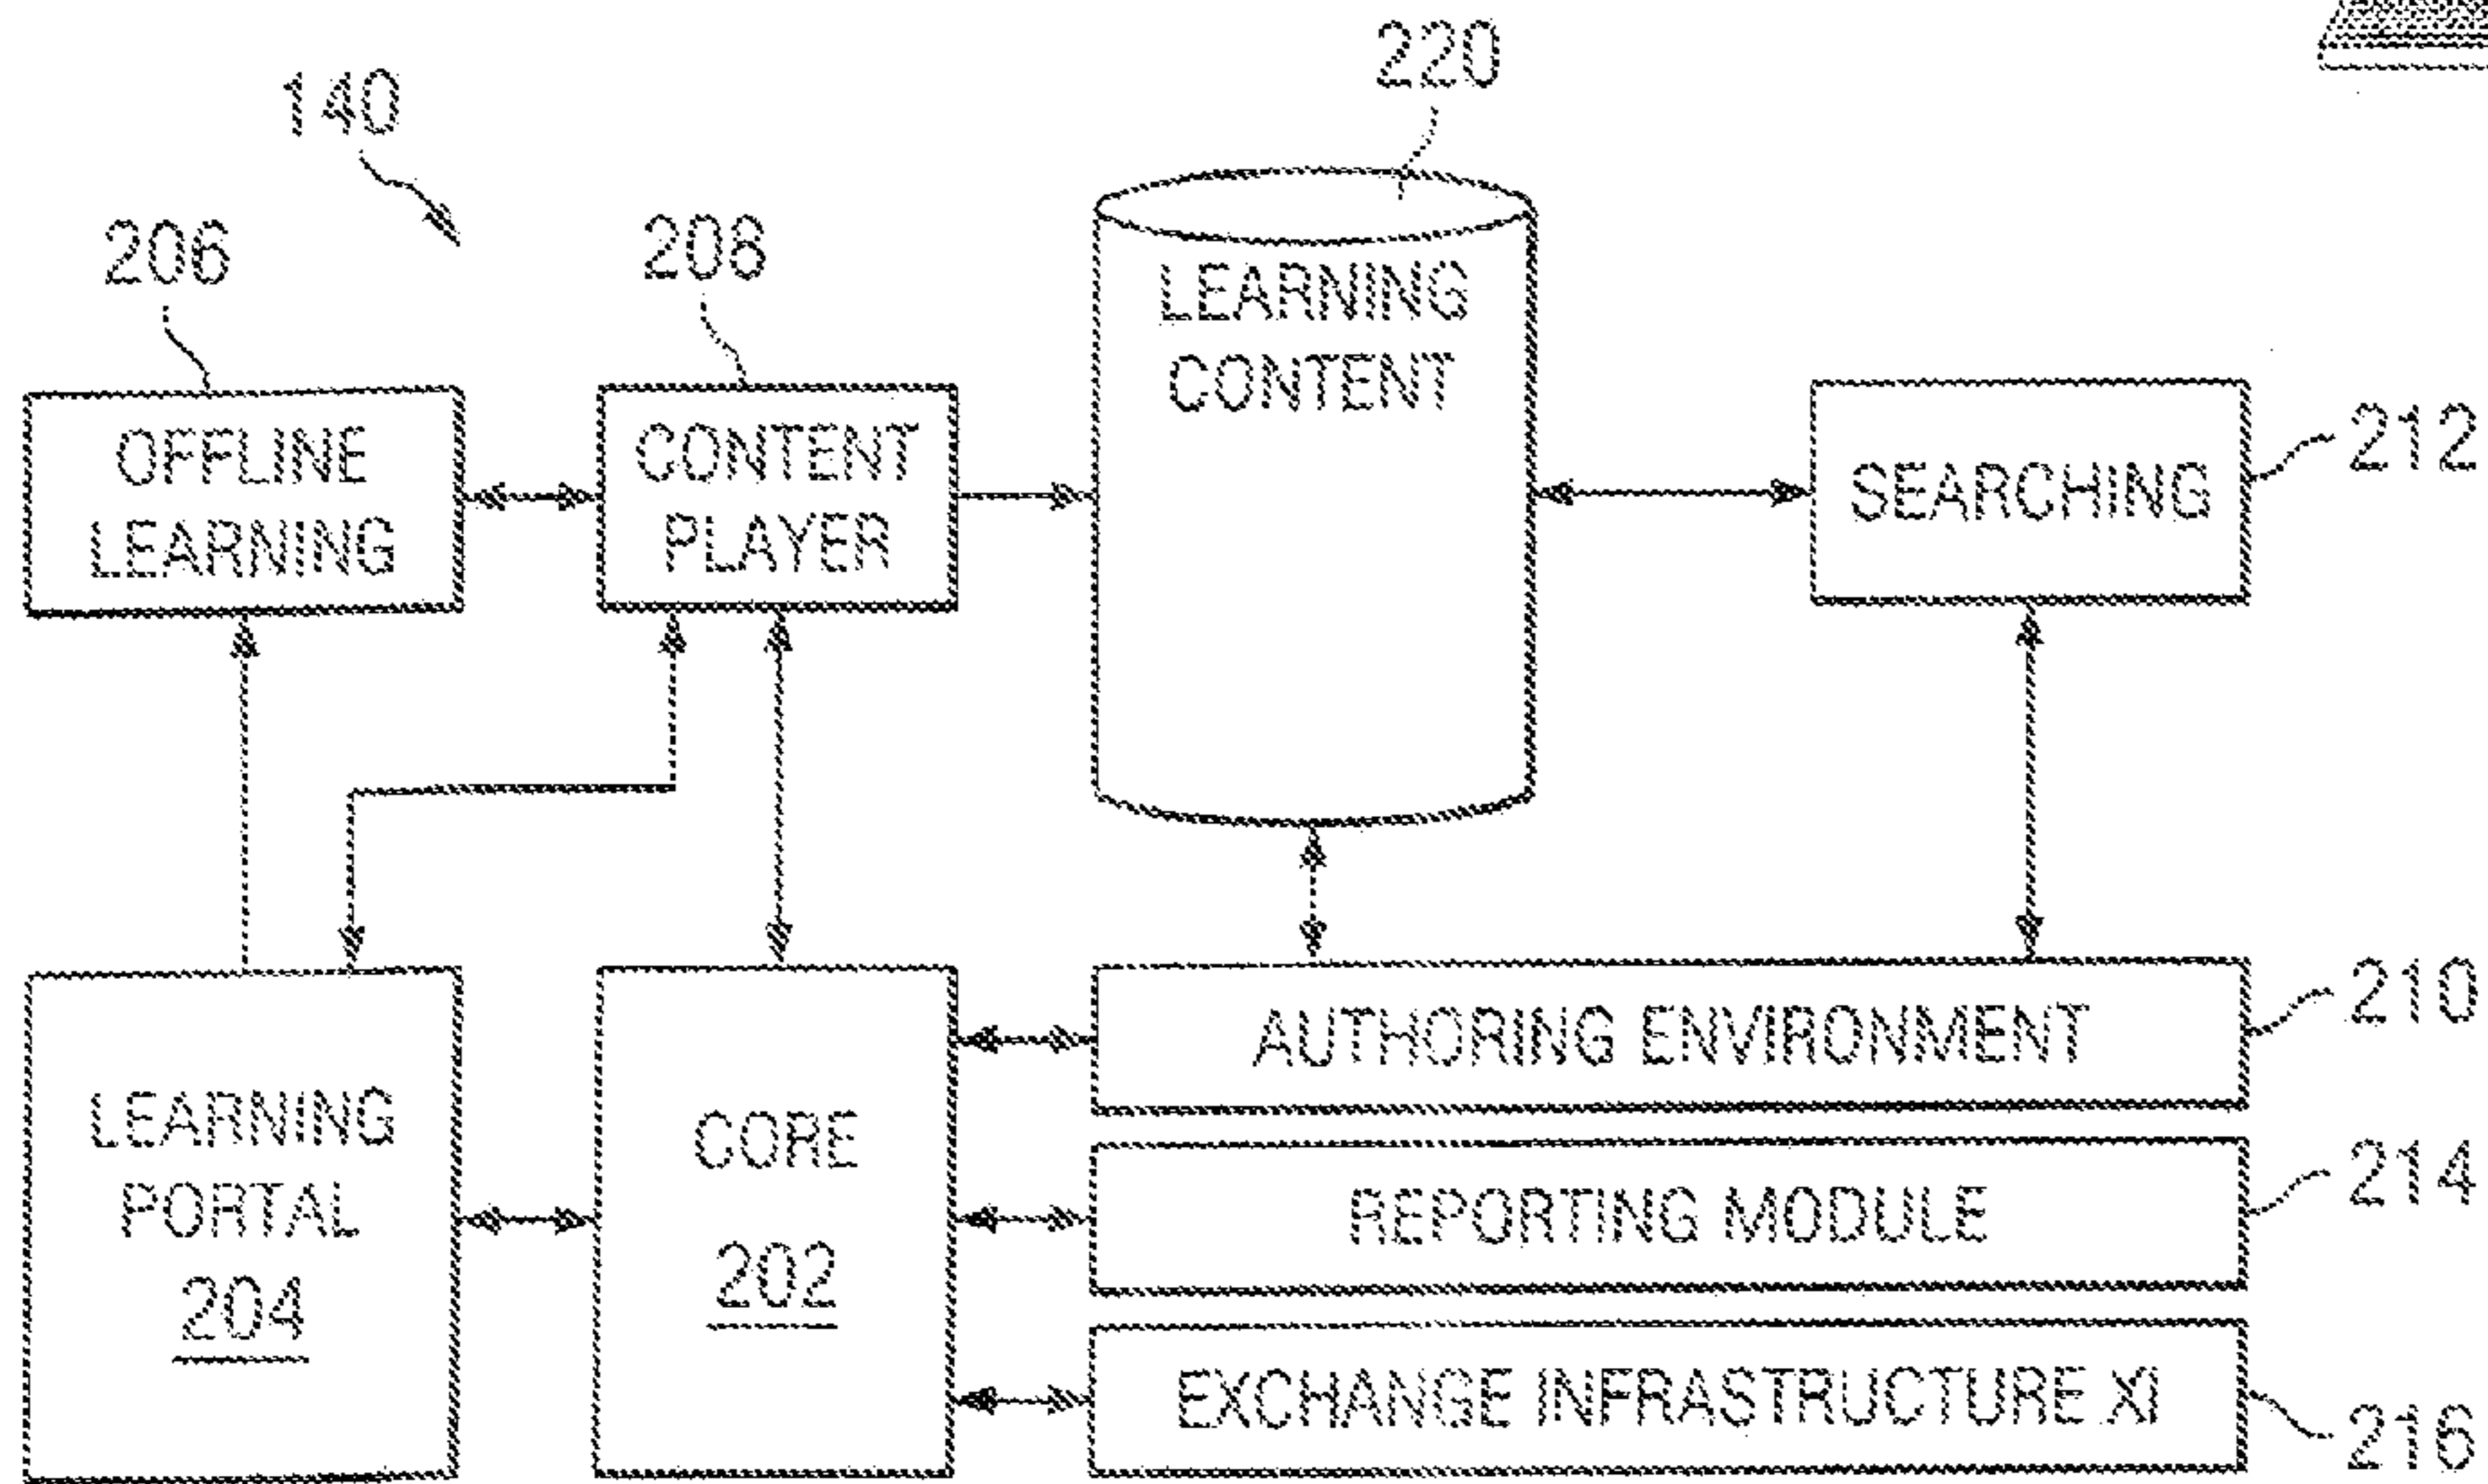 220
140
206
208
LEARNING
CONTENT
OFFLINE
LEARNING
CONTENT
PLAYER
SEARCHING
212
AUTHORING ENVIRONMENT
210
LEARNING
PORTAL
204
CORE
202
REPORTING MODULE
214
EXCHANGE INFRASTRUCTURE XI
216